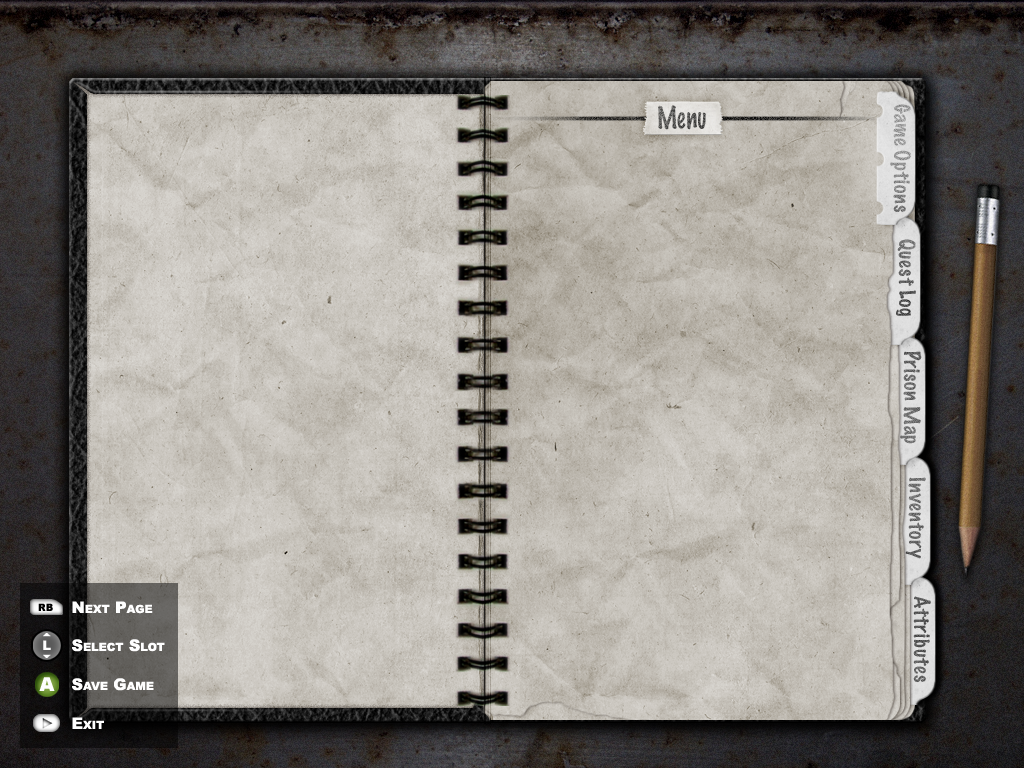 Menu
Game Options
Quest Log
Prison Map
Inventory
Attributes
RB Next Page
L Select Slot
A Save Game
Exit